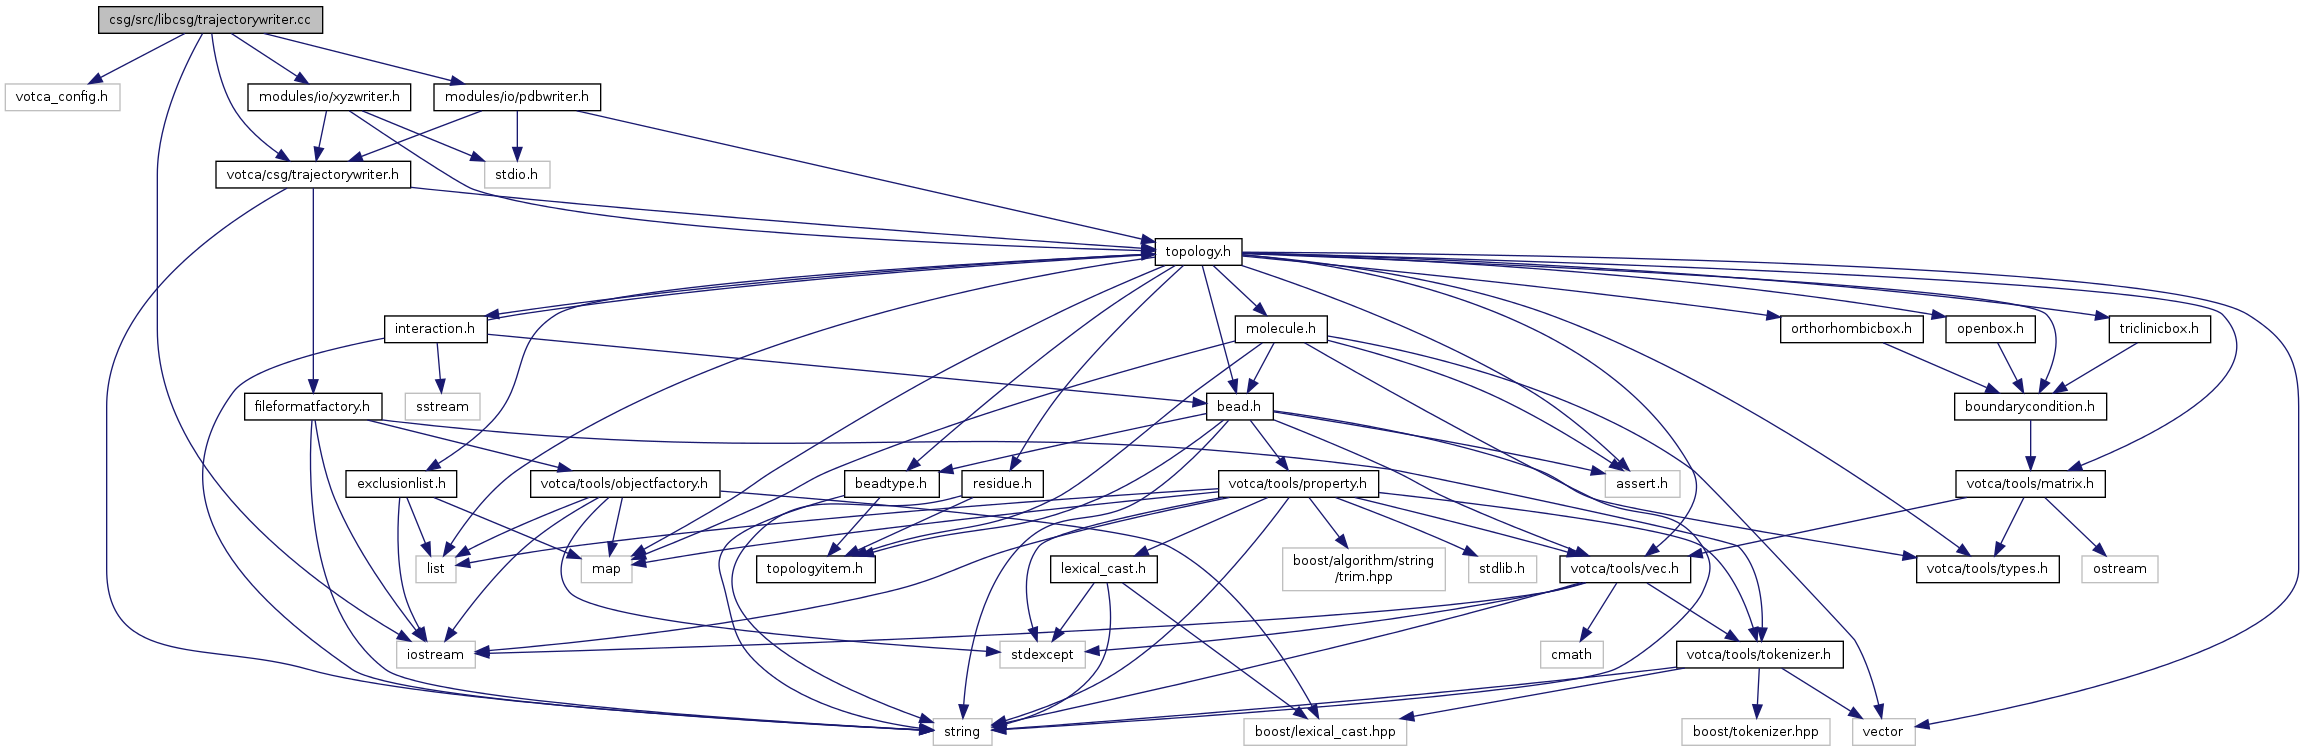 csg/src/libcsg/trajectorywriter.cc
votca_config.h
modules/io/xyzwriter.h
modules/io/pdbwriter.h
votca/csg/trajectorywriter.h
stdio.h
topology.h
interaction.h
molecule.h
orthorhombicbox.h
openbox.h
triclinicbox.h
fileformatfactory.h
sstream
bead.h
boundarycondition.h
exclusionlist.h
votca/tools/objectfactory.h
beadtype.h
residue.h
votca/tools/property.h
assert.h
votca/tools/matrix.h
list
map
topologyitem.h
lexical_cast.h
boost/algorithm/string
/trim.hpp
stdlib.h
votca/tools/vec.h
votca/tools/types.h
ostream
iostream
stdexcept
cmath
votca/tools/tokenizer.h
string
boost/lexical_cast.hpp
boost/tokenizer.hpp
vector